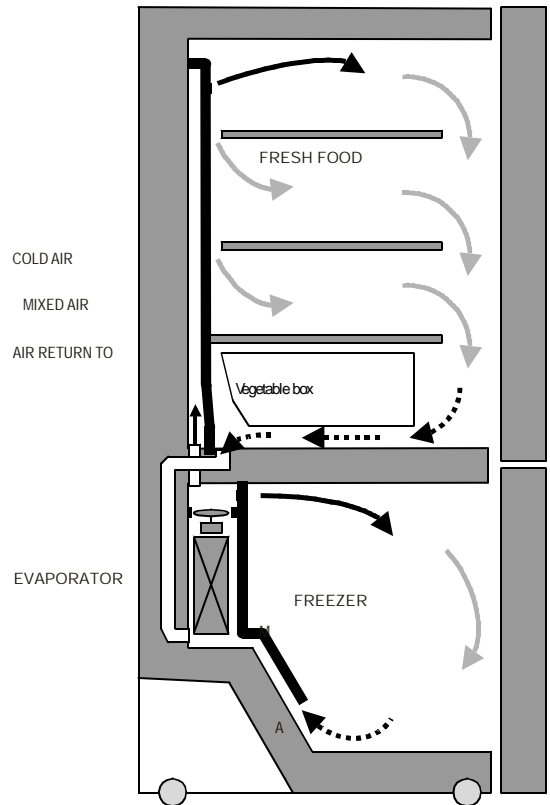 FRESH FOOD
COLD AIR
MIXED AIR
AIR RETURN TO
Vegetable box
EVAPORATOR
FREEZER
A